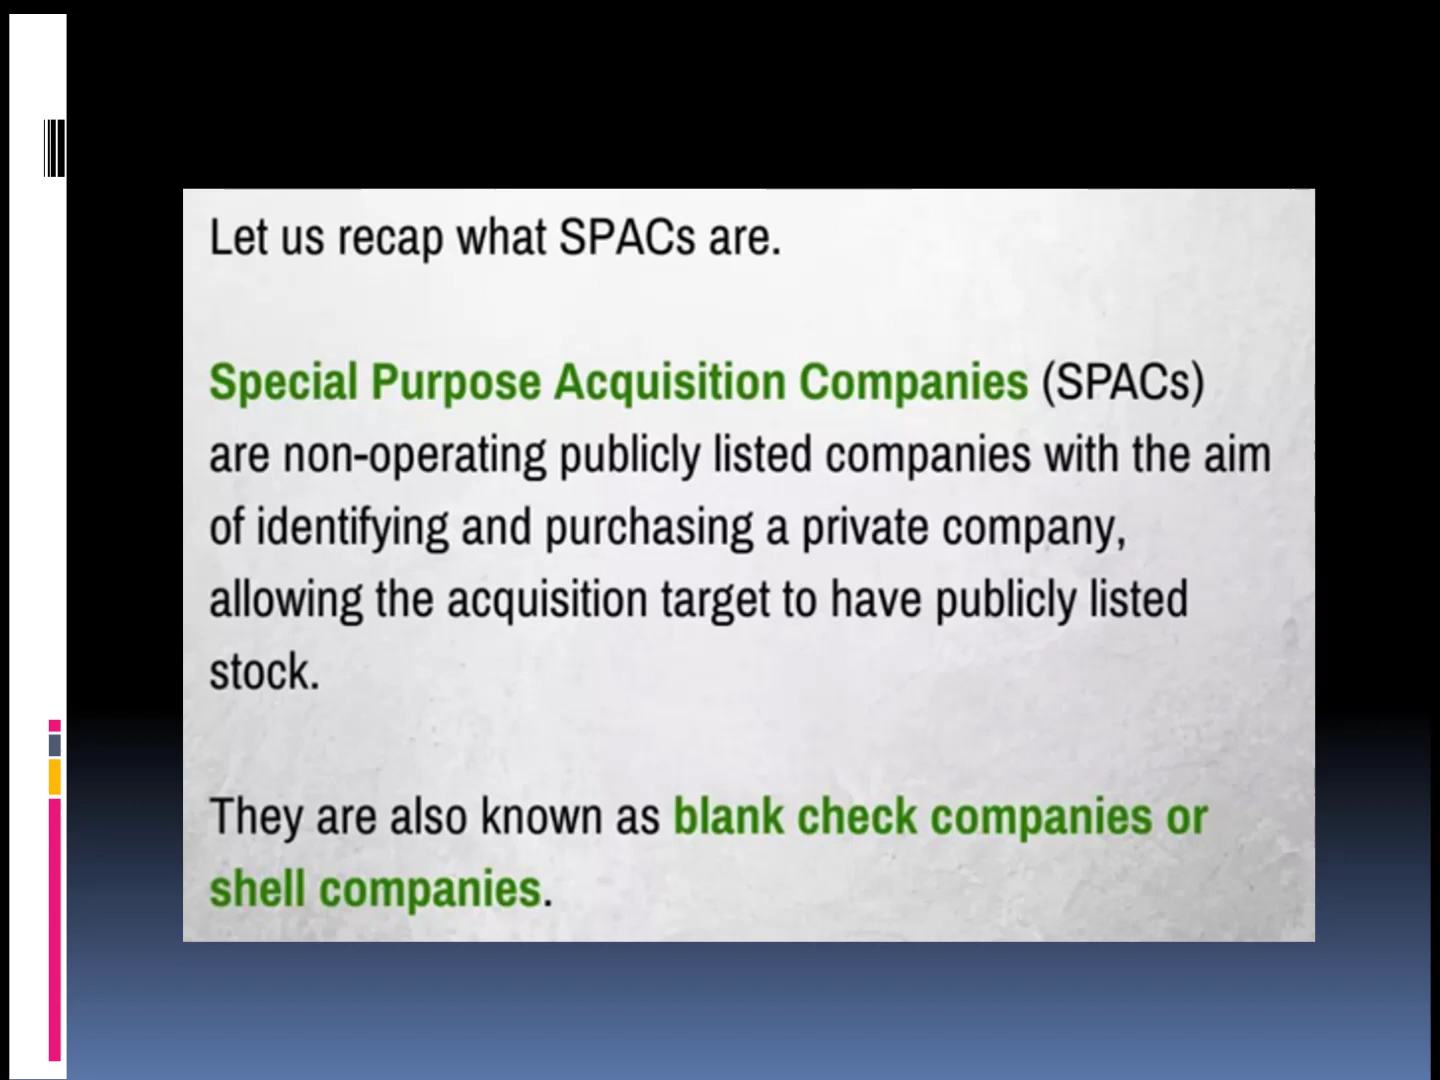 Let us recap what SPACs are.
Special Purpose Acquisition Companies (SPACs)
are non-operating publicly listed companies with the aim
of identifying and purchasing a private company,
allowing the acquisition target to have publicly listed
stock.
They are also known as blank check companies or
shell companies.